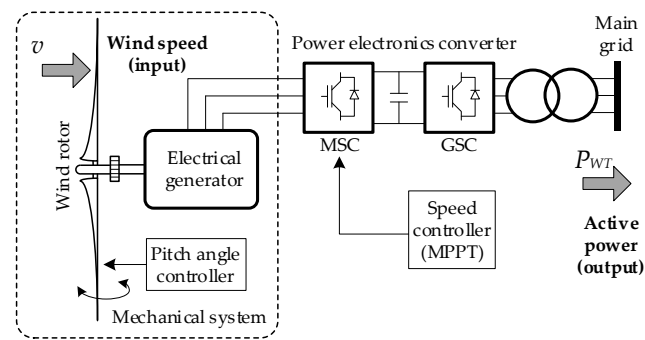 v
Wind speed
(input)
Power electronics converter
Main
grid
Wind rotor
Electrical
generator
MSC
GSC
P_WT
Pitch angle
controller
Speed
controller
(MPPT)
Active
power
(output)
Mechanical system